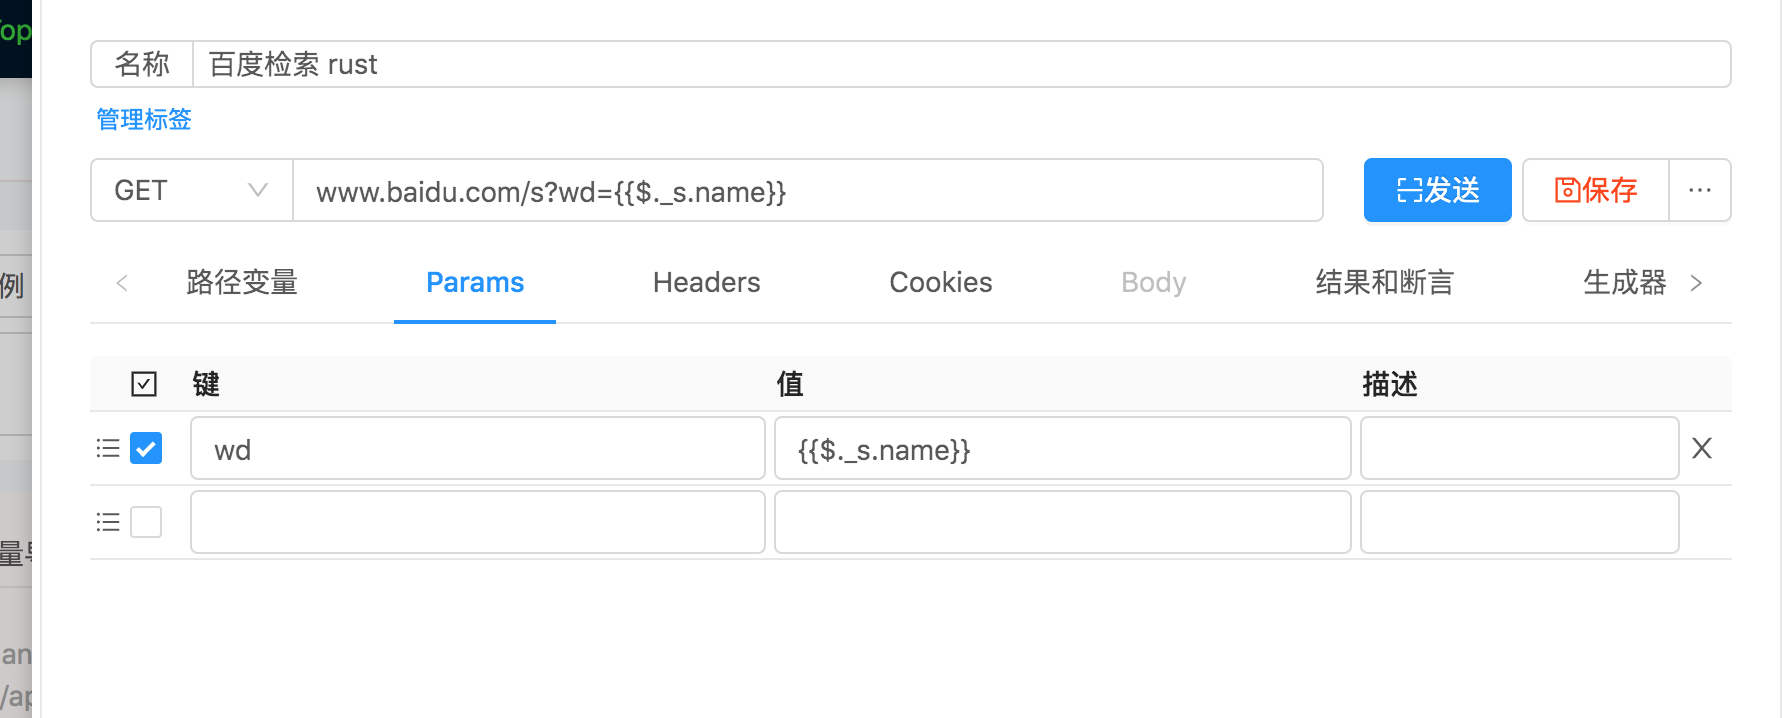 op
名称 百度检索 rust
管理标签
GET www.baidu.com/s?wd={{$._s.name}} 发送 保存 ···
例
路径变量 Params Headers Cookies Body 结果和断言 生成器
键 值 描述
wd {{$._s.name}}
量
an
/ap